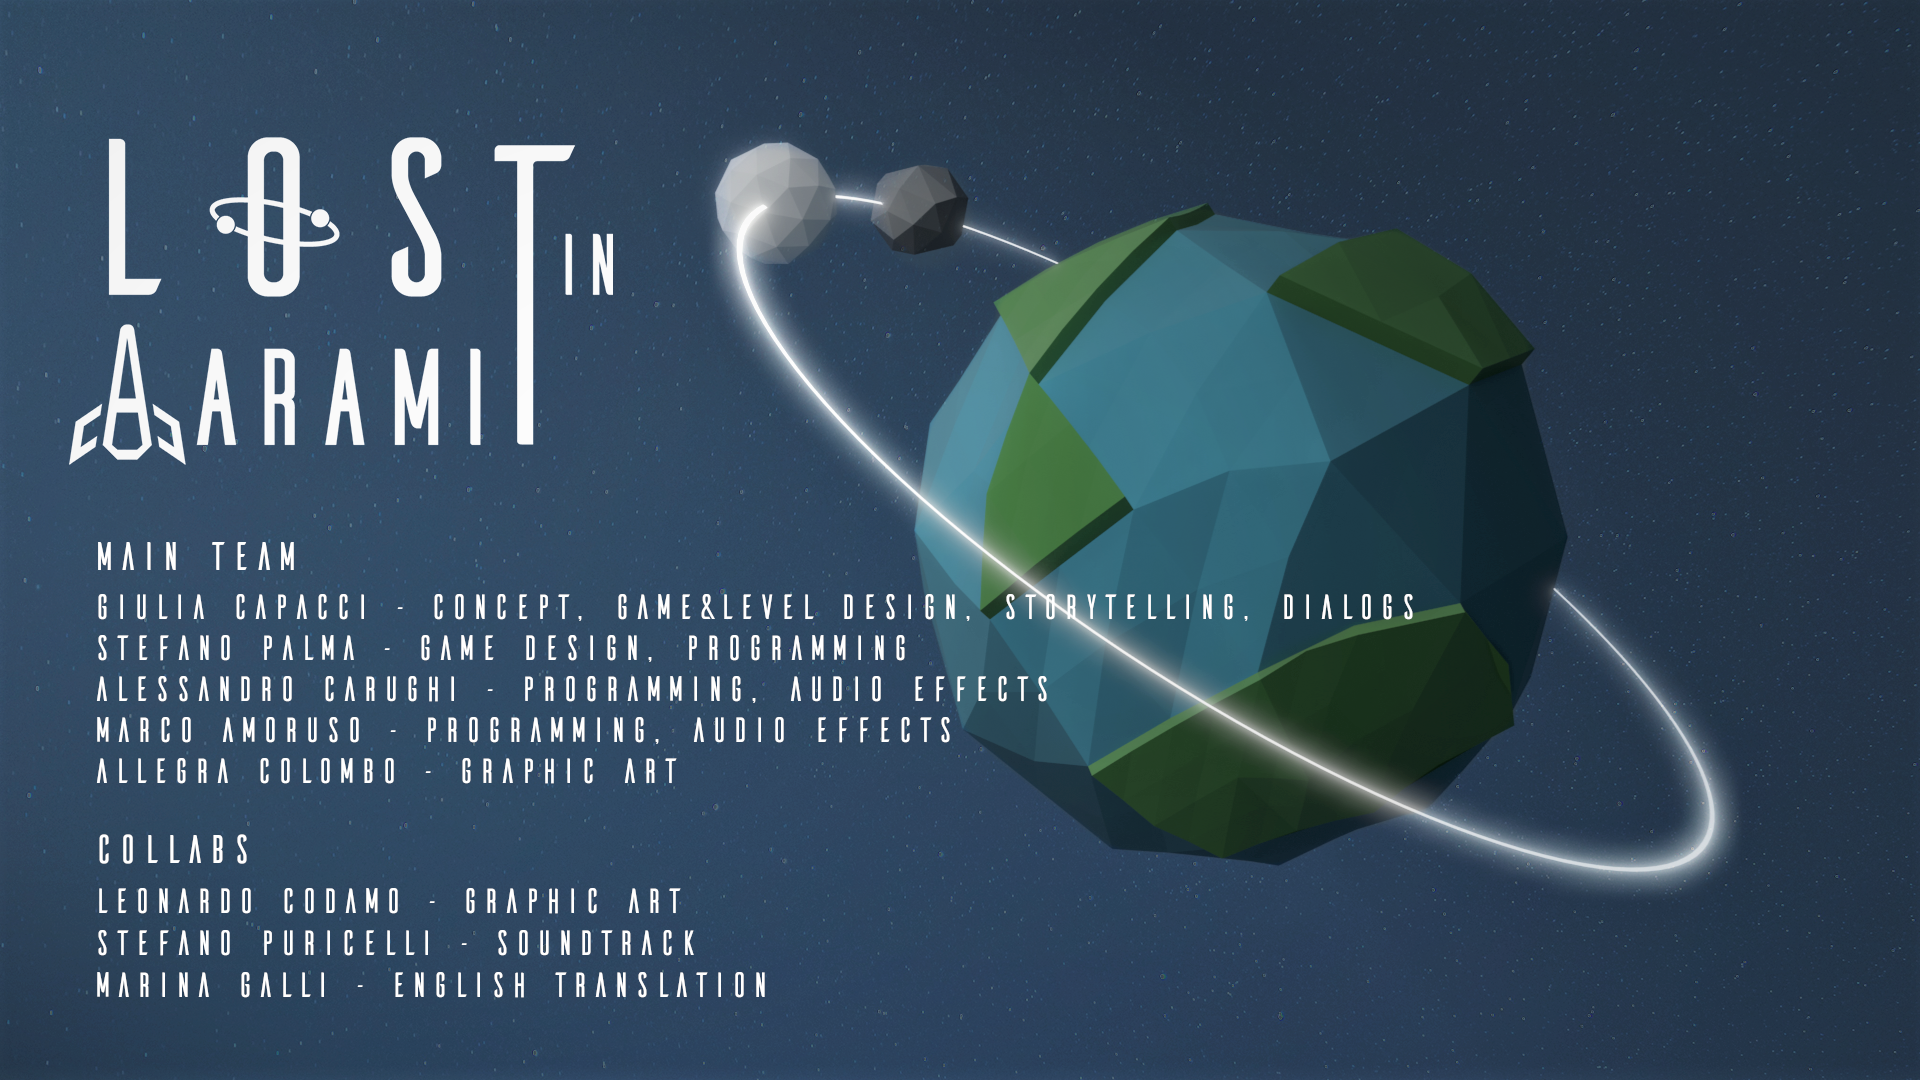 LOST IN
AARAMIT
MAIN TEAM
GIULIA CAPACCI - CONCEPT, GAME&LEVEL DESIGN, STORYTELLING, DIALOGS
STEFANO PALMA - GAME DESIGN, PROGRAMMING
ALESSANDRO CARUGHI - PROGRAMMING, AUDIO EFFECTS
MARCO AMORUSO - PROGRAMMING, AUDIO EFFECTS
ALLEGRA COLOMBO - GRAPHIC ART
COLLABS
LEONARDO CODAMO - GRAPHIC ART
STEFANO PURICELLI - SOUNDTRACK
MARINA GALLI - ENGLISH TRANSLATION